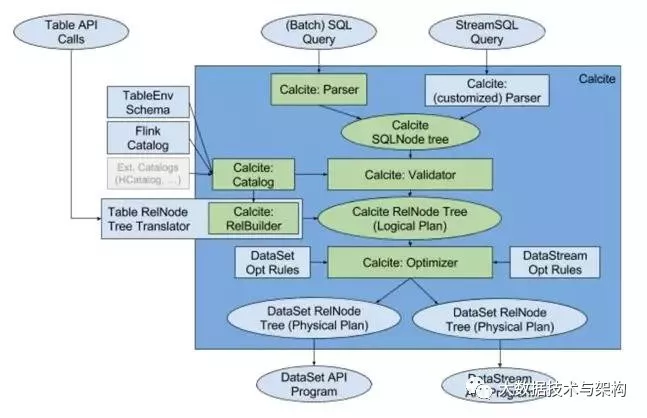 Table API
Calls
(Batch) SQL
Query
StreamSQL
Query
Calcite
TableEnv
Schema
Calcite: Parser
Calcite:
(customized) Parser
Flink
Catalog
Calcite
SQLNode tree
Ext. Catalogs
(HCatalog, ...)
Calcite:
Catalog
Calcite: Validator
Table RelNode
Tree Translator
Calcite:
RelBuilder
Calcite RelNode Tree
(Logical Plan)
DataSet
Opt Rules
Calcite: Optimizer
DataStream
Opt Rules
DataSet RelNode
Tree (Physical Plan)
DataSet RelNode
Tree (Physical Plan)
DataSet API
Program
DataStream
Program
大数据技术与架构